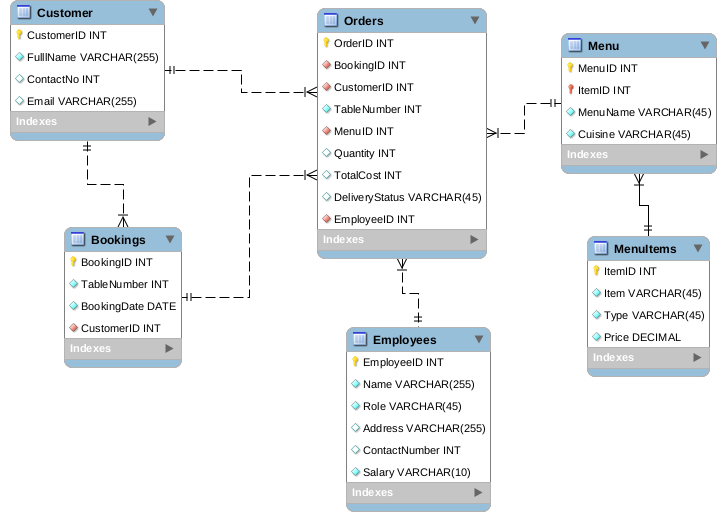 Customer
CustomerID INT
FulllName VARCHAR(255)
ContactNo INT
Email VARCHAR(255)
Indexes
Orders
OrderID INT
BookingID INT
CustomerID INT
TableNumber INT
MenuID INT
Quantity INT
TotalCost INT
DeliveryStatus VARCHAR(45)
EmployeeID INT
Indexes
Menu
MenuID INT
ItemID INT
MenuName VARCHAR(45)
Cuisine VARCHAR(45)
Indexes
Bookings
BookingID INT
TableNumber INT
BookingDate DATE
CustomerID INT
Indexes
MenuItems
ItemID INT
Item VARCHAR(45)
Type VARCHAR(45)
Price DECIMAL
Indexes
Employees
EmployeeID INT
Name VARCHAR(255)
Role VARCHAR(45)
Address VARCHAR(255)
ContactNumber INT
Salary VARCHAR(10)
Indexes